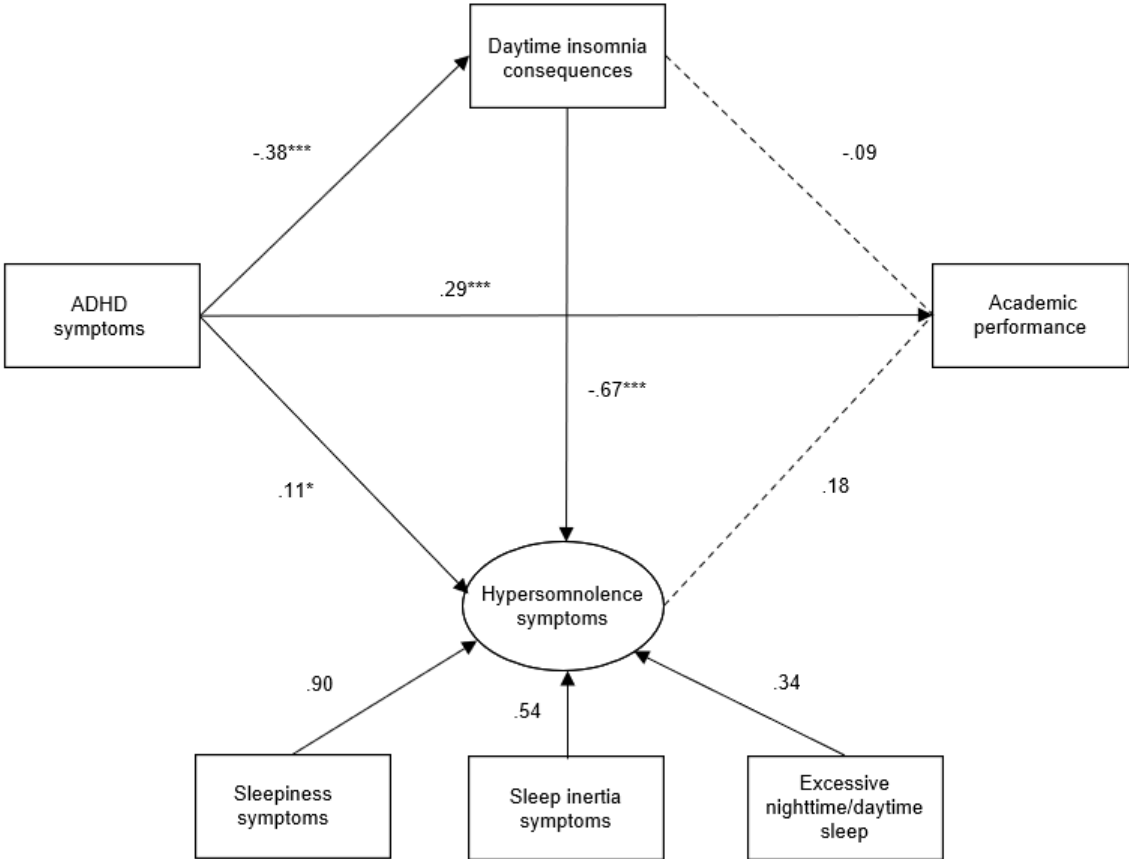 Daytime insomnia
consequences
-.38***
-.09
ADHD
symptoms
.29***
Academic
performance
-.67***
.11*
.18
Hypersomnolence
symptoms
.90
.54
.34
Sleepiness
symptoms
Sleep inertia
symptoms
Excessive
nighttime/daytime
sleep